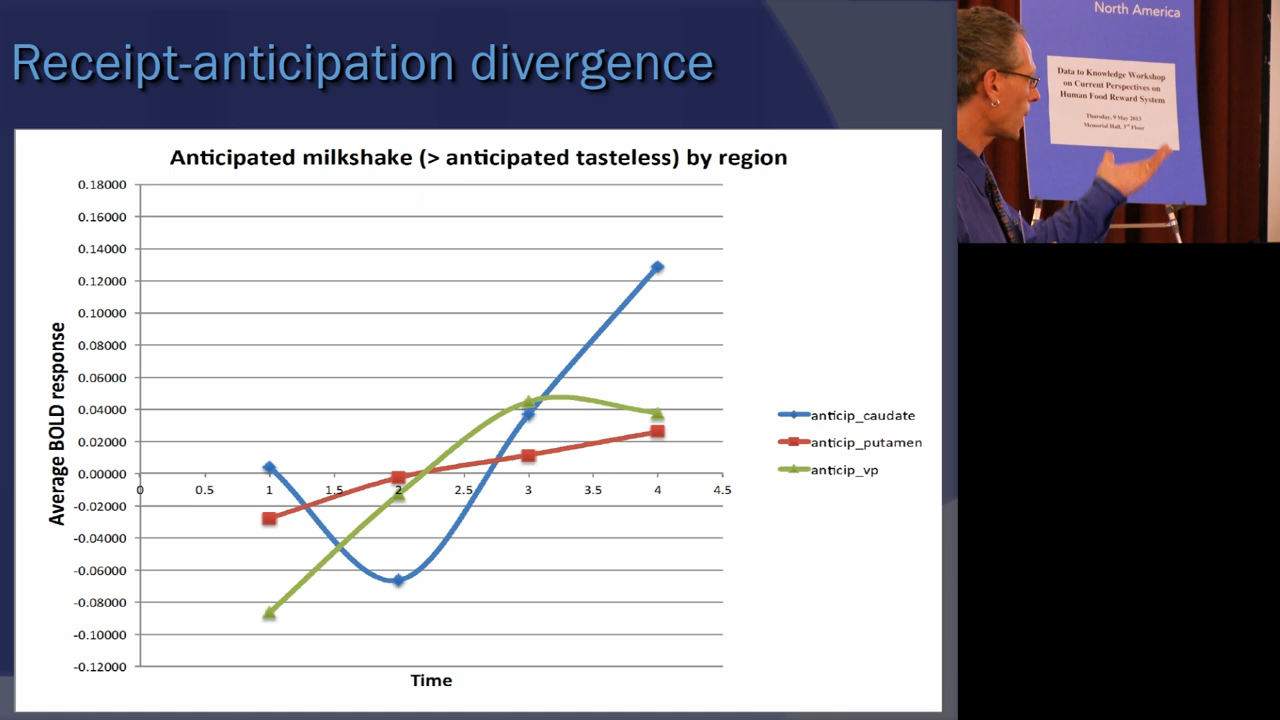 Receipt-anticipation divergence
North America
Data to Knowledge Workshop
on Current Perspectives on
Human Food Reward System
Thursday, 9 May 2013
Memorial Hall, 3rd Floor
Anticipated milkshake (> anticipated tasteless) by region
0.18000
0.16000
0.14000
0.12000
0.10000
0.08000
0.06000
0.04000
0.02000
0.00000
-0.02000
-0.04000
-0.06000
-0.08000
-0.10000
-0.12000
Average BOLD response
0 0.5 1 1.5 2 2.5 3 3.5 4 4.5
Time
anticip_caudate
anticip_putamen
anticip_vp